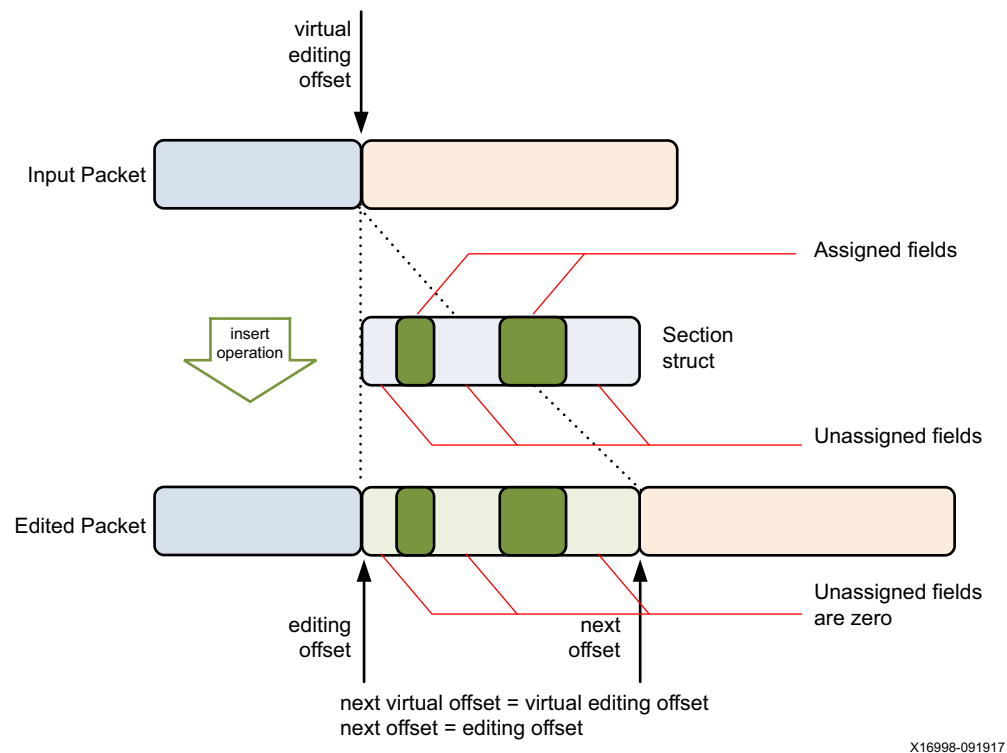 virtual
editing
offset
Input Packet
Assigned fields
insert
operation
Section
struct
Unassigned fields
Edited Packet
editing
offset
next
offset
Unassigned fields
are zero
next virtual offset = virtual editing offset
next offset = editing offset
X16998-091917